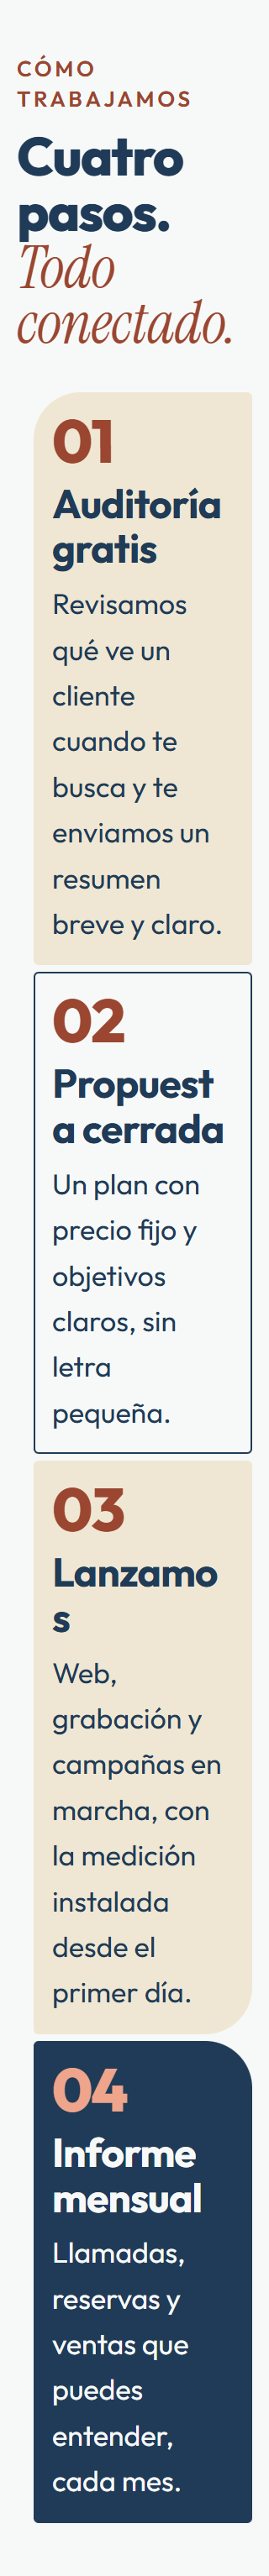 CÓMO
TRABAJAMOS
Cuatro
pasos.
Todo
conectado.
01
Auditoría
gratis
Revisamos
qué ve un
cliente
cuando te
busca y te
enviamos un
resumen
breve y claro.
02
Propuest
a cerrada
Un plan con
precio fijo y
objetivos
claros, sin
letra
pequeña.
03
Lanzamo
s
Web,
grabación y
campañas en
marcha, con
la medición
instalada
desde el
primer día.
04
Informe
mensual
Llamadas,
reservas y
ventas que
puedes
entender,
cada mes.